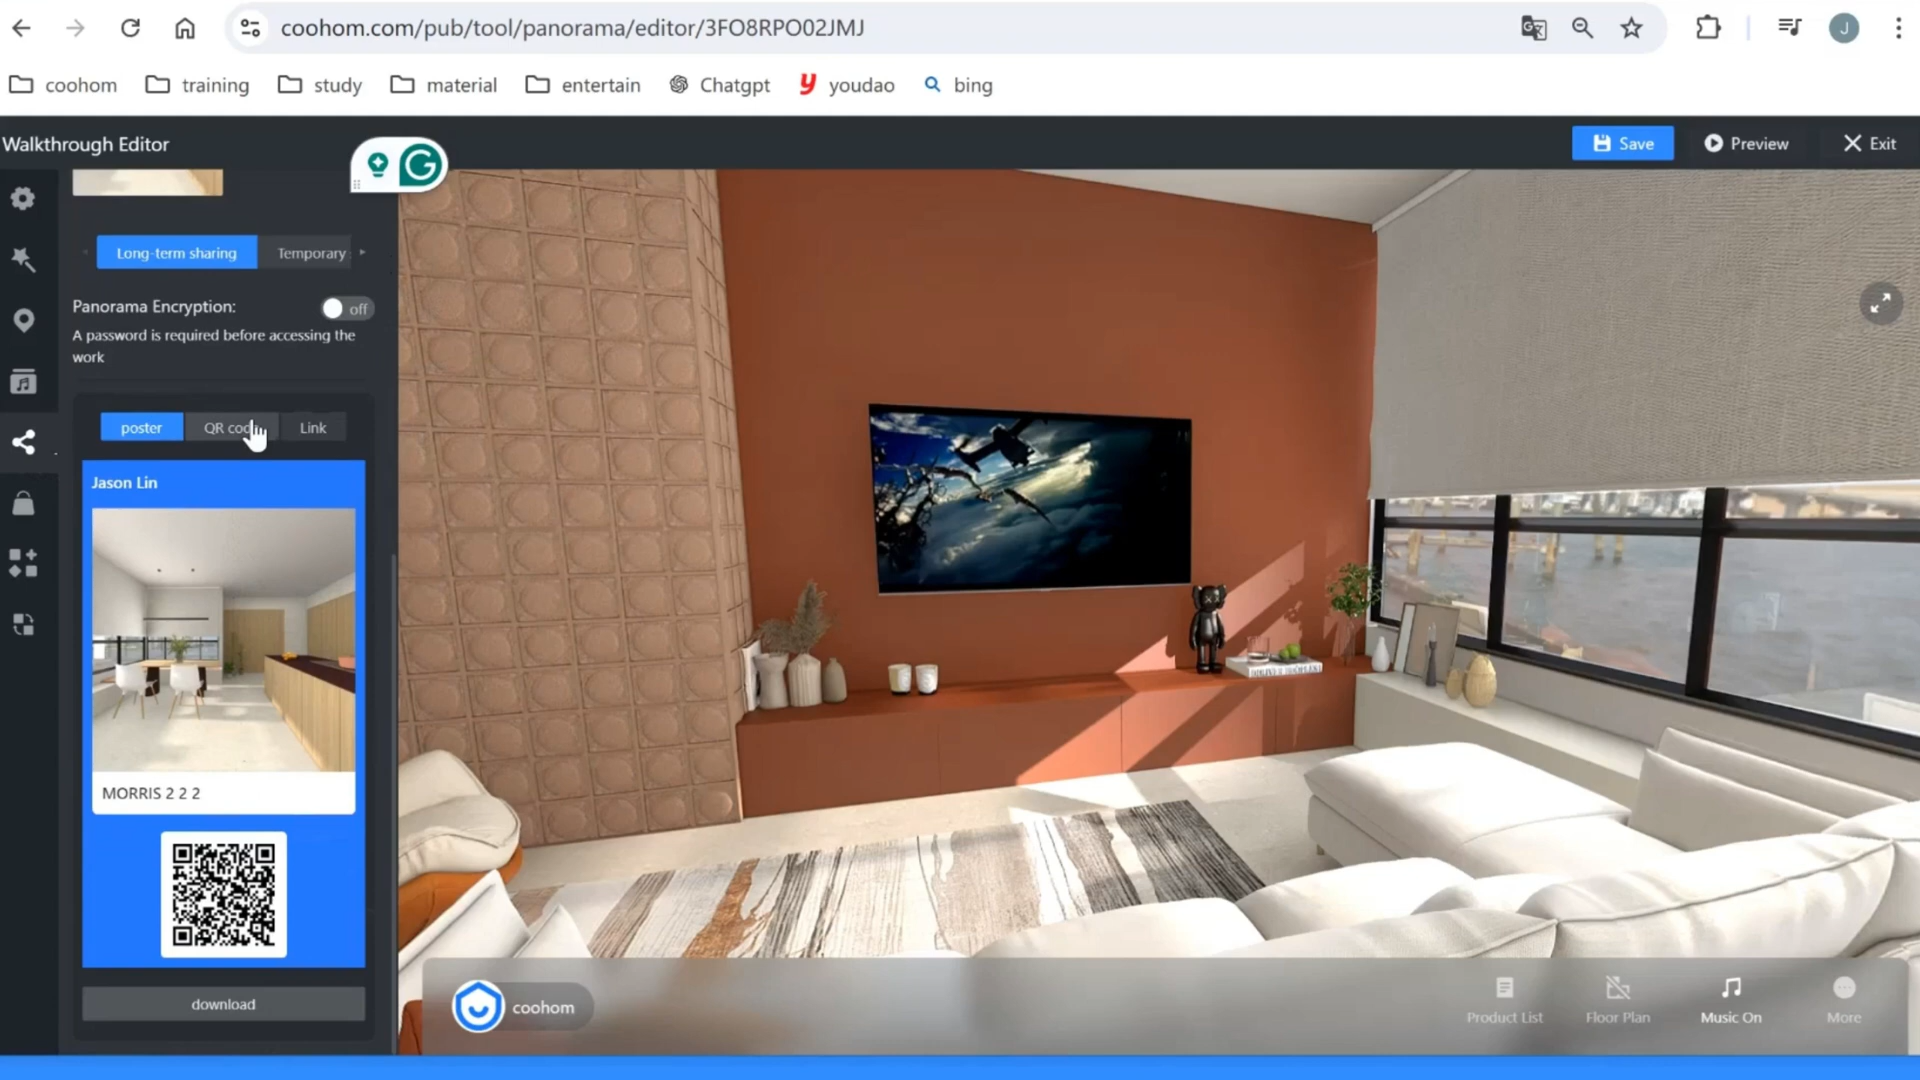 coohom.com/pub/tool/panorama/editor/3FO8RPO02JMJ
J
coohom training study material entertain Chatgpt youdao bing
Walkthrough Editor
Save Preview Exit
Long-term sharing Temporary
Panorama Encryption: off
A password is required before accessing the
work
poster QR code Link
Jason Lin
MORRIS 2 2 2
download
coohom
Product List Floor Plan Music On More